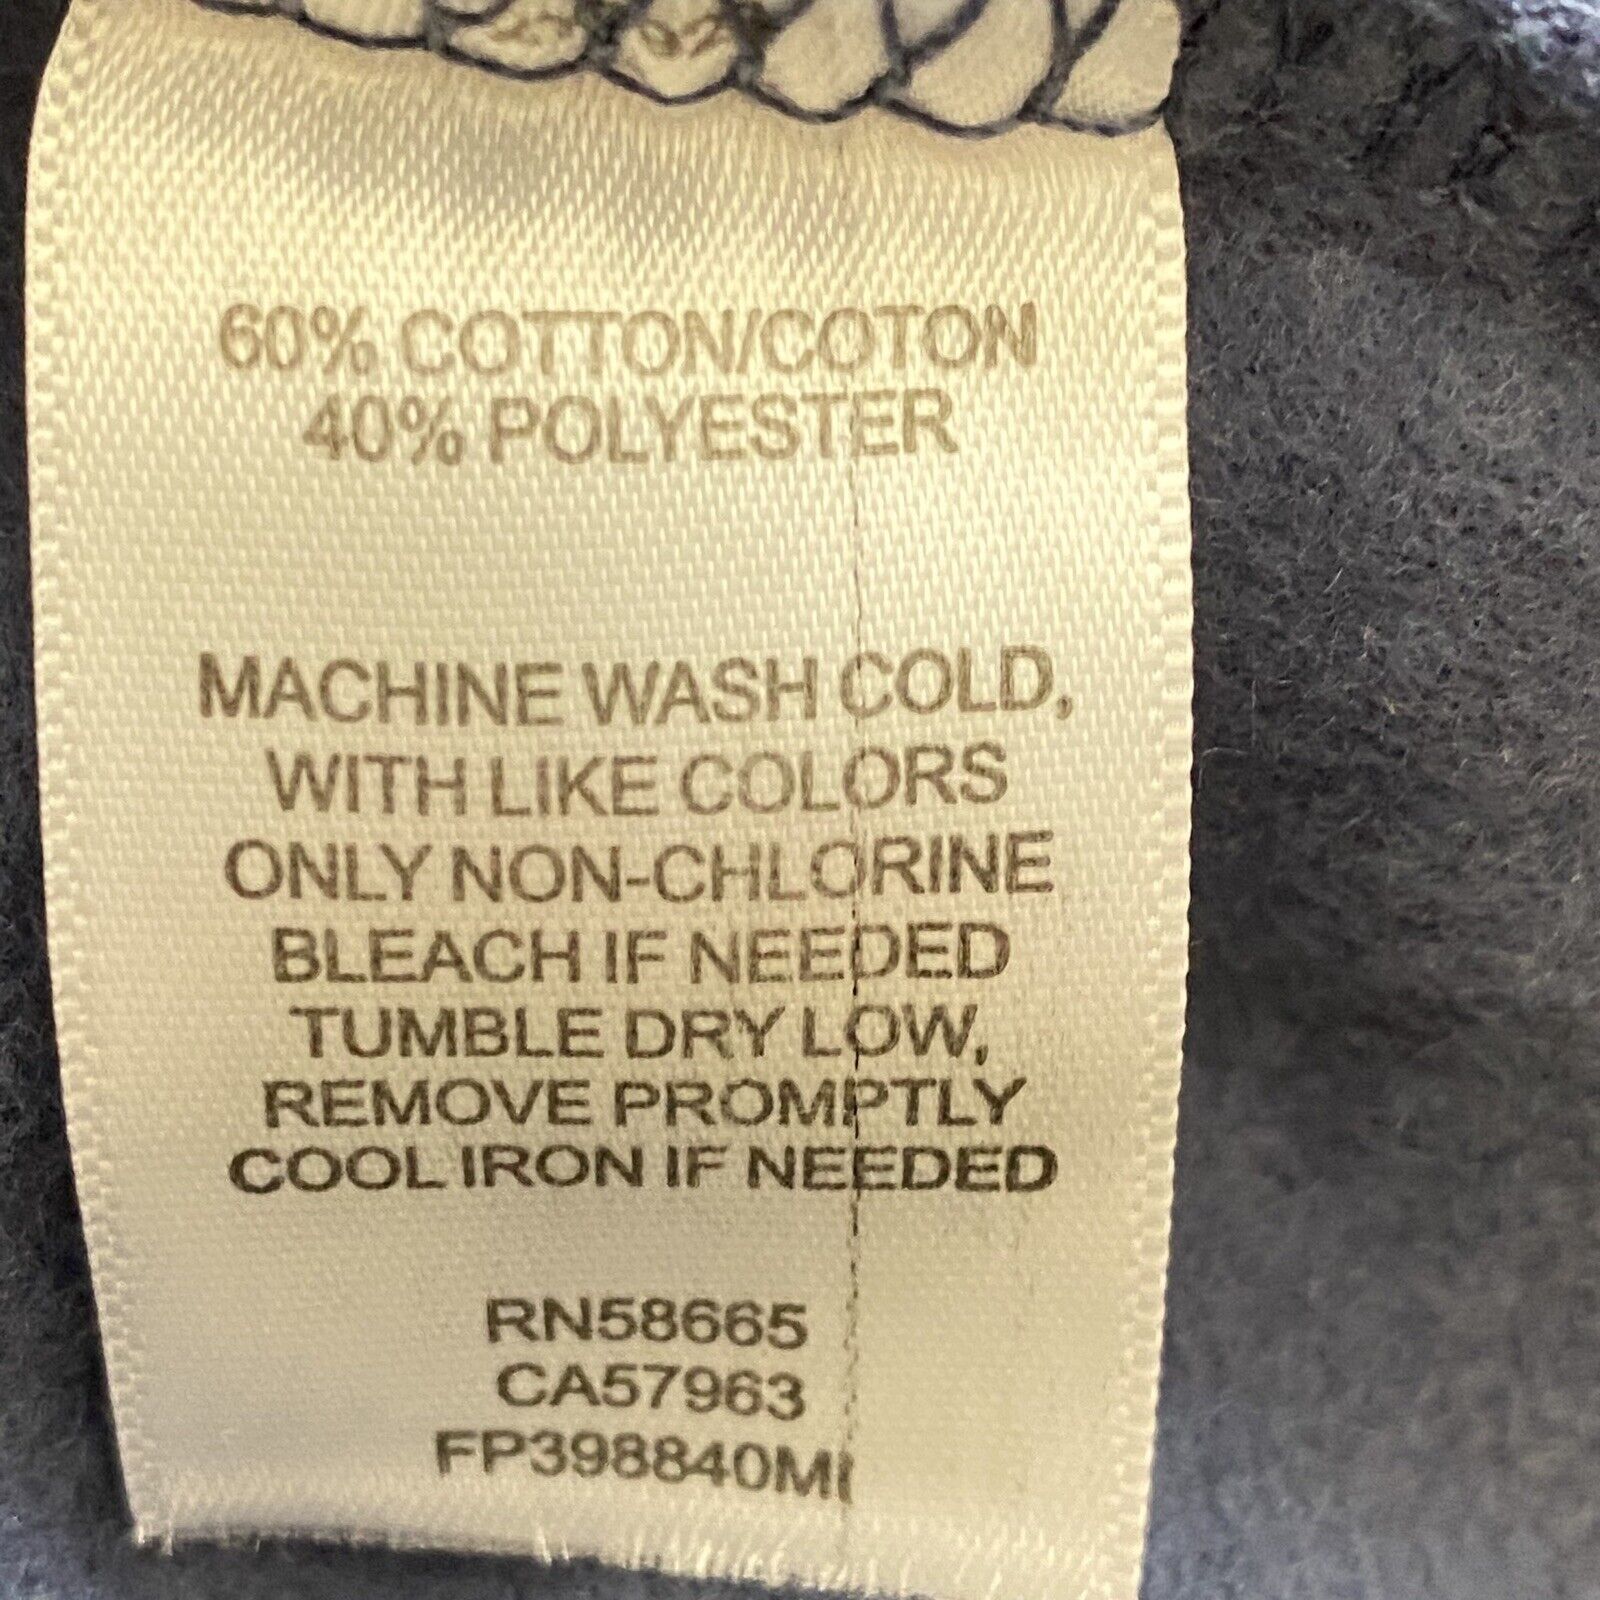 60% COTTON/COTON
40% POLYESTER
MACHINE WASH COLD,
WITH LIKE COLORS
ONLY NON-CHLORINE
BLEACH IF NEEDED
TUMBLE DRY LOW,
REMOVE PROMPTLY
COOL IRON IF NEEDED
RN58665
CA57963
FP398840MI